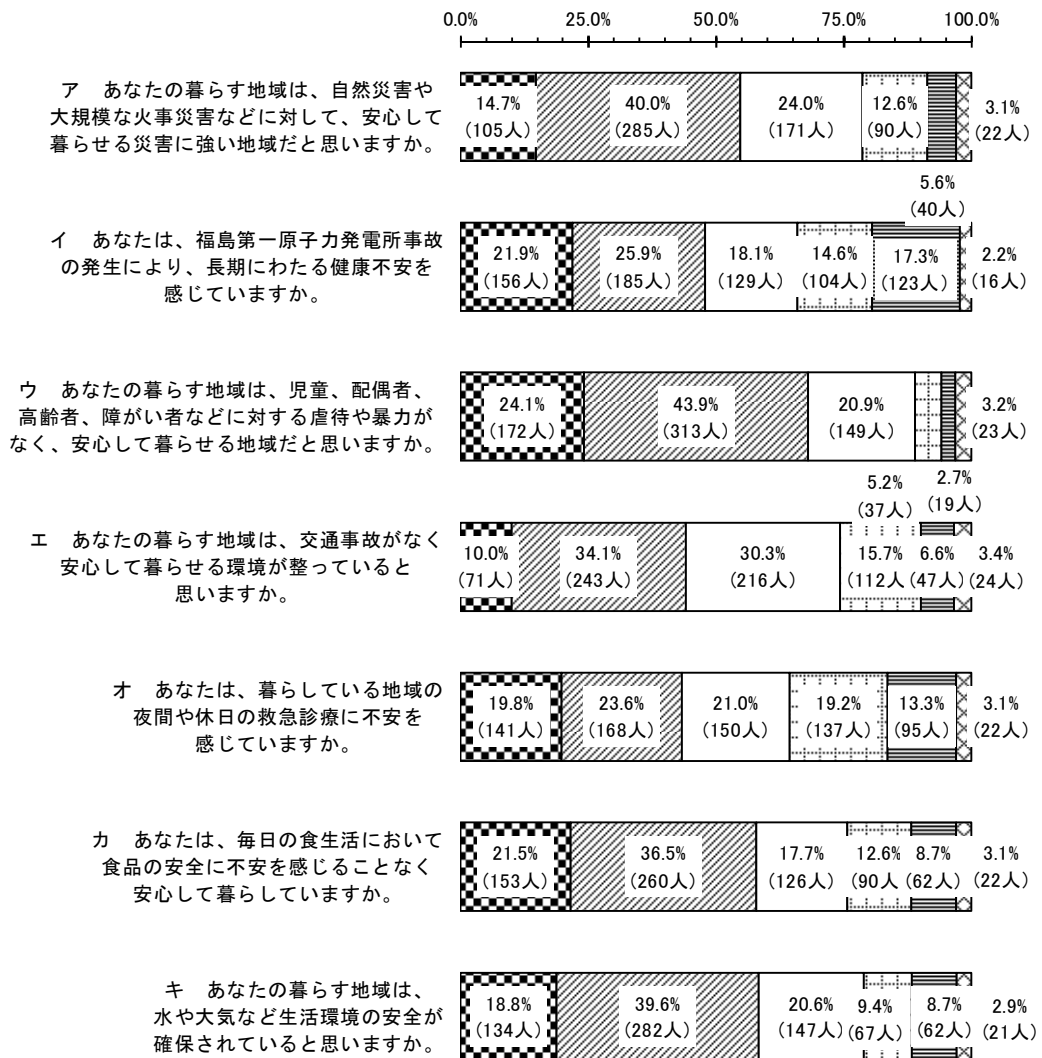 0.0% 25.0% 50.0% 75.0% 100.0%
ア　あなたの暮らす地域は、自然災害や
大規模な火事災害などに対して、安心して
暮らせる災害に強い地域だと思いますか。
14.7% 40.0% 24.0% 12.6% 3.1%
(105人) (285人) (171人) (90人) (22人)
5.6%
(40人)
イ　あなたは、福島第一原子力発電所事故
の発生により、長期にわたる健康不安を
感じていますか。
21.9% 25.9% 18.1% 14.6% 17.3% 2.2%
(156人) (185人) (129人) (104人) (123人) (16人)
ウ　あなたの暮らす地域は、児童、配偶者、
高齢者、障がい者などに対する虐待や暴力が
なく、安心して暮らせる地域だと思いますか。
24.1% 43.9% 20.9% 3.2%
(172人) (313人) (149人) (23人)
5.2% 2.7%
(37人) (19人)
エ　あなたの暮らす地域は、交通事故がなく
安心して暮らせる環境が整っていると
思いますか。
10.0% 34.1% 30.3% 15.7% 6.6% 3.4%
(71人) (243人) (216人) (112人 (47人) (24人)
オ　あなたは、暮らしている地域の
夜間や休日の救急診療に不安を
感じていますか。
19.8% 23.6% 21.0% 19.2% 13.3% 3.1%
(141人) (168人) (150人) (137人) (95人) (22人)
カ　あなたは、毎日の食生活において
食品の安全に不安を感じることなく
安心して暮らしていますか。
21.5% 36.5% 17.7% 12.6% 8.7% 3.1%
(153人) (260人) (126人) (90人 (62人) (22人)
キ　あなたの暮らす地域は、
水や大気など生活環境の安全が
確保されていると思いますか。
18.8% 39.6% 20.6% 9.4% 8.7% 2.9%
(134人) (282人) (147人) (67人) (62人) (21人)